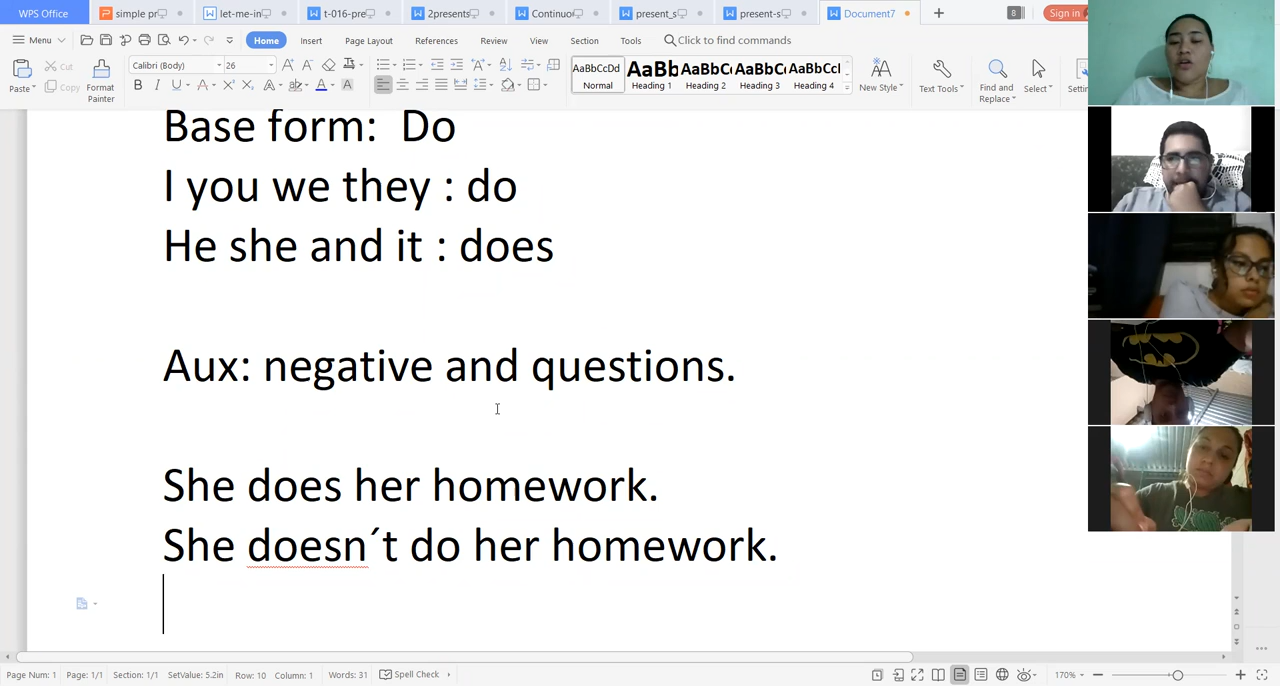 WPS Office simple pr let-me-in t-016-pre 2presents Continuo present_s present-s Document7 8 Sign in
Menu Home Insert Page Layout References Review View Section Tools Click to find commands
Paste Cut Copy Format Painter Calibri (Body) 26 AaBbCcDd Normal AaBb Heading 1 AaBbC Heading 2 AaBbC Heading 3 AaBbCcl Heading 4 New Style Text Tools Find and Replace Select
Base form:  Do
I you we they : do
He she and it : does
Aux: negative and questions.
She does her homework.
She doesn´t do her homework.
Page Num: 1 Page: 1/1 Section: 1/1 SetValue: 5.2in Row: 10 Column: 1 Words: 31 Spell Check 170%